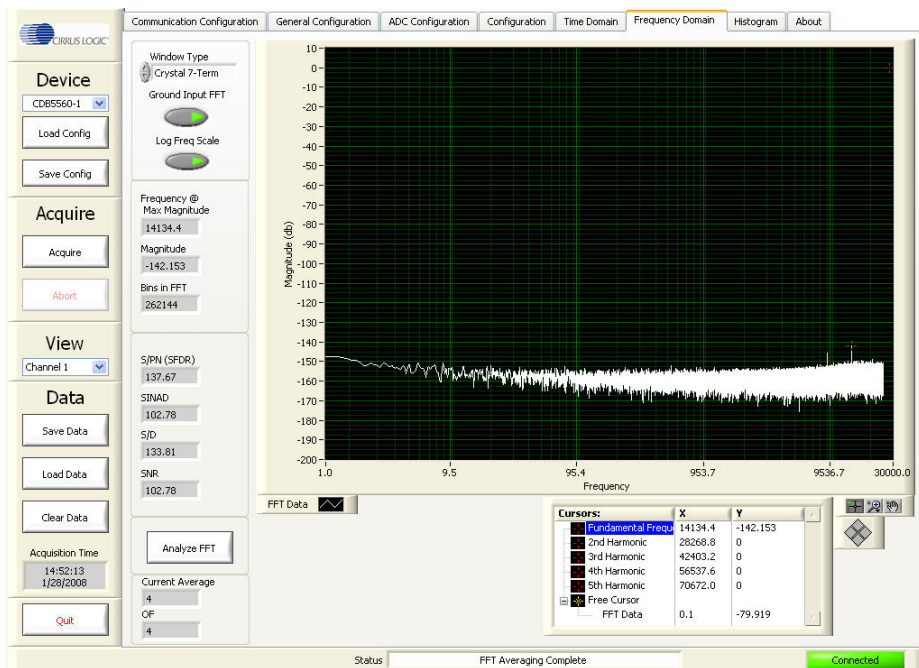 CIRRUS LOGIC
Communication Configuration
General Configuration
ADC Configuration
Configuration
Time Domain
Frequency Domain
Histogram
About
Device
CDB5560-1
Load Config
Save Config
Acquire
Acquire
Abort
View
Channel 1
Data
Save Data
Load Data
Clear Data
Acquisition Time
14:52:13
1/28/2008
Quit
Window Type
Crystal 7-Term
Ground Input FFT
Log Freq Scale
Frequency @
Max Magnitude
14134.4
Magnitude
-142.153
Bins in FFT
262144
S/PN (SFDR)
137.67
SINAD
102.78
S/D
133.81
SNR
102.78
Analyze FFT
Current Average
4
OF
4
Magnitude (db)
10
0
-10
-20
-30
-40
-50
-60
-70
-80
-90
-100
-110
-120
-130
-140
-150
-160
-170
-180
-190
-200
1.0
9.5
95.4
953.7
9536.7
30000.0
Frequency
FFT Data
Cursors: X Y
Fundamental Frequ 14134.4 -142.153
2nd Harmonic 28268.8 0
3rd Harmonic 42403.2 0
4th Harmonic 56537.6 0
5th Harmonic 70672.0 0
Free Cursor
FFT Data 0.1 -79.919
Status
FFT Averaging Complete
Connected